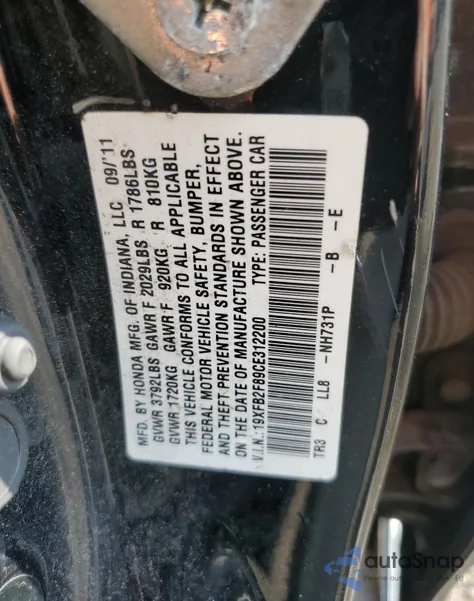 MFD. BY HONDA MFG. OF INDIANA, LLC 09/'11
GVWR 3792LBS GAWR F 2029LBS R 1786LBS
GVWR 1720KG GAWR F 920KG R 810KG
THIS VEHICLE CONFORMS TO ALL APPLICABLE
FEDERAL MOTOR VEHICLE SAFETY, BUMPER,
AND THEFT PREVENTION STANDARDS IN EFFECT
ON THE DATE OF MANUFACTURE SHOWN ABOVE.
V.I.N.: 19XFB2F89CE312200 TYPE: PASSENGER CAR
TR3 C LL8 -NH731P -B -E
autoSnap